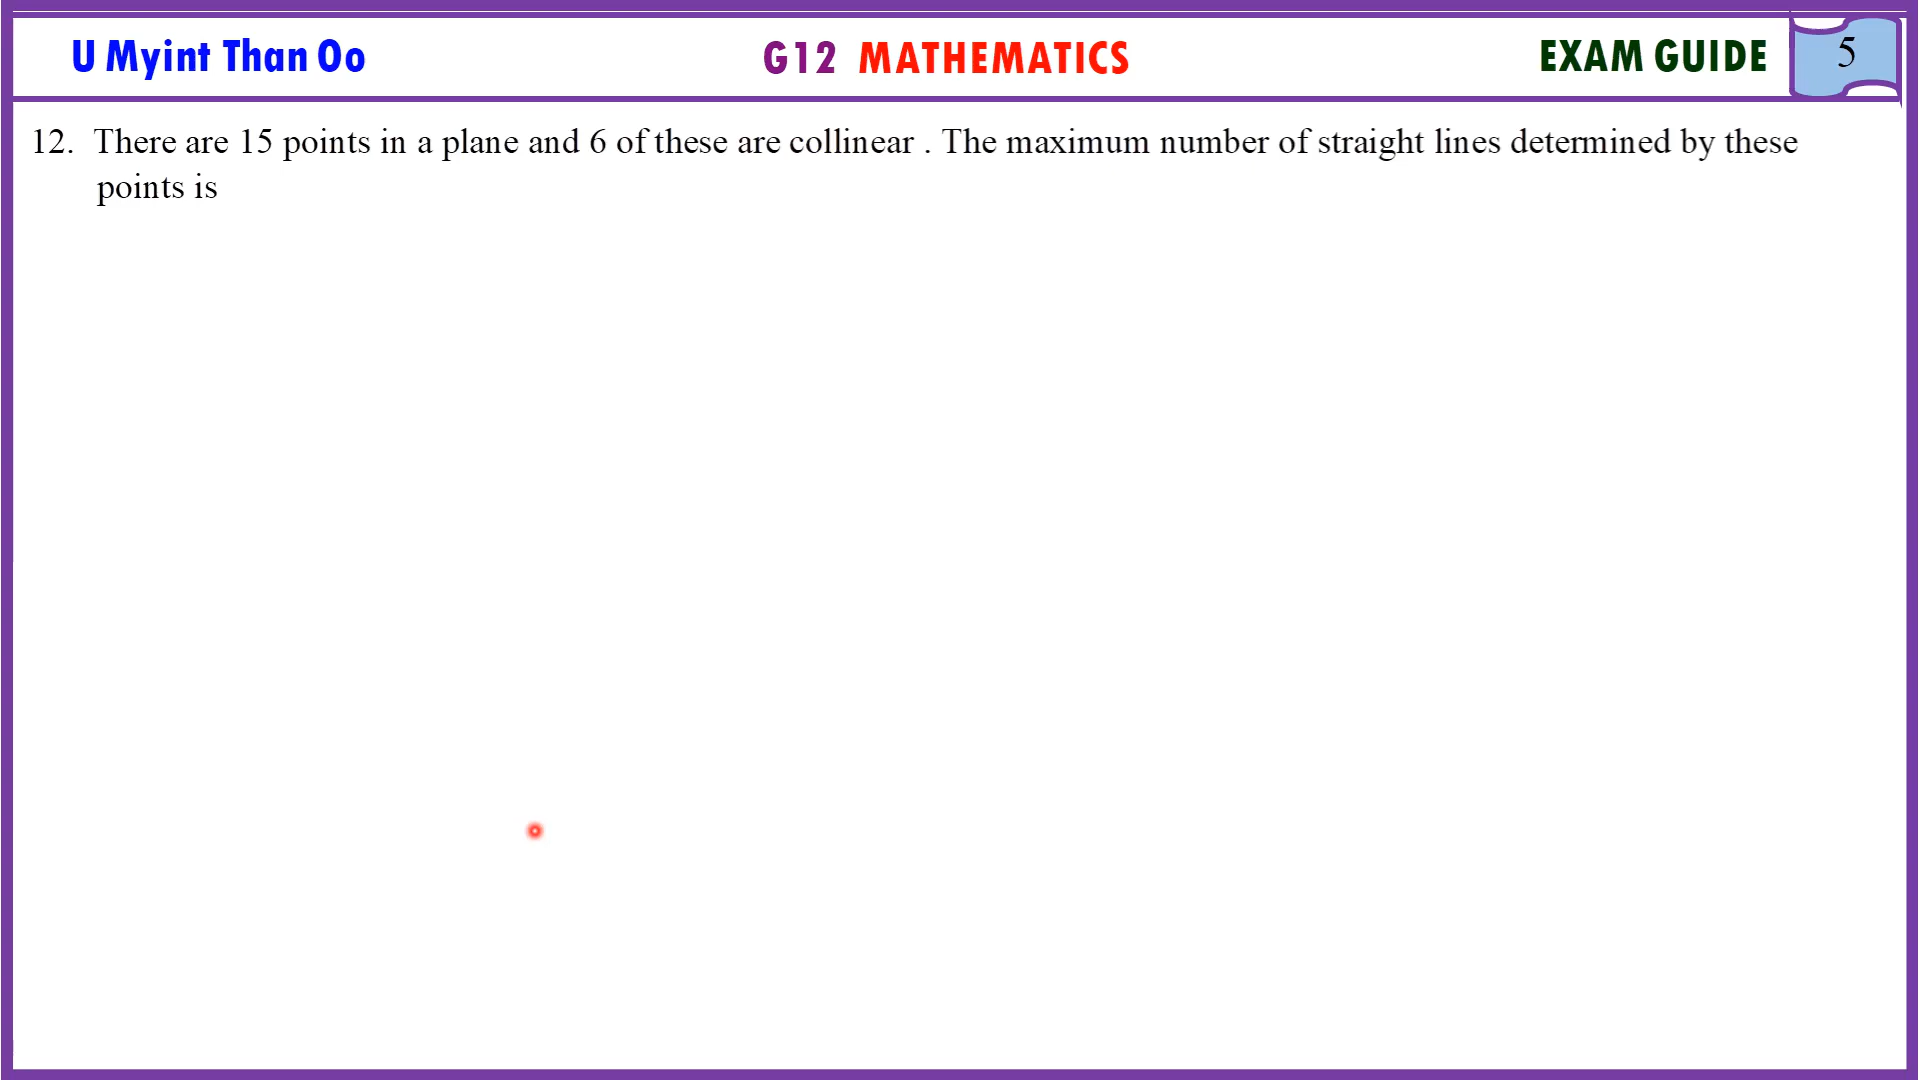 U Myint Than Oo G12 MATHEMATICS EXAM GUIDE 5
12. There are 15 points in a plane and 6 of these are collinear . The maximum number of straight lines determined by these
points is